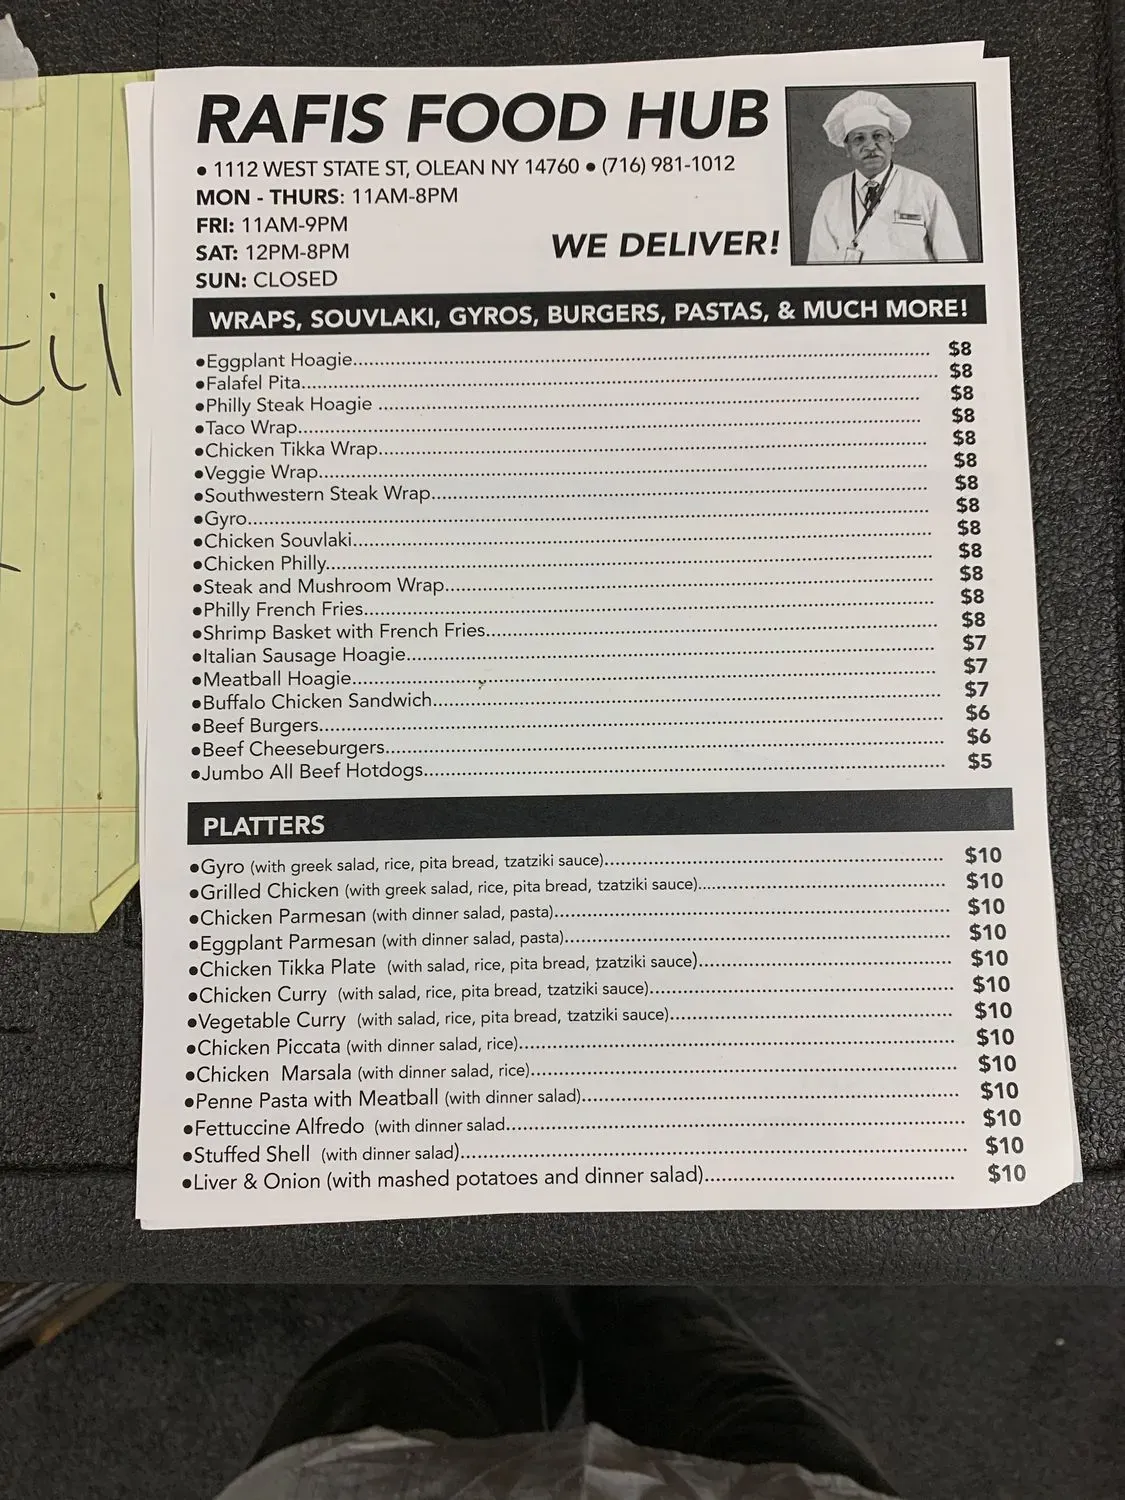 RAFIS FOOD HUB
• 1112 WEST STATE ST, OLEAN NY 14760 • (716) 981-1012
MON - THURS: 11AM-8PM
FRI: 11AM-9PM
SAT: 12PM-8PM
SUN: CLOSED
WE DELIVER!
WRAPS, SOUVLAKI, GYROS, BURGERS, PASTAS, & MUCH MORE!
•Eggplant Hoagie.......... $8
•Falafel Pita.......... $8
•Philly Steak Hoagie .......... $8
•Taco Wrap.......... $8
•Chicken Tikka Wrap.......... $8
•Veggie Wrap.......... $8
•Southwestern Steak Wrap.......... $8
•Gyro.......... $8
•Chicken Souvlaki.......... $8
•Chicken Philly.......... $8
•Steak and Mushroom Wrap.......... $8
•Philly French Fries.......... $8
•Shrimp Basket with French Fries.......... $8
•Italian Sausage Hoagie.......... $7
•Meatball Hoagie.......... $7
•Buffalo Chicken Sandwich.......... $7
•Beef Burgers.......... $6
•Beef Cheeseburgers.......... $6
•Jumbo All Beef Hotdogs.......... $5
PLATTERS
•Gyro (with greek salad, rice, pita bread, tzatziki sauce).......... $10
•Grilled Chicken (with greek salad, rice, pita bread, tzatziki sauce).......... $10
•Chicken Parmesan (with dinner salad, pasta).......... $10
•Eggplant Parmesan (with dinner salad, pasta).......... $10
•Chicken Tikka Plate (with salad, rice, pita bread, tzatziki sauce).......... $10
•Chicken Curry (with salad, rice, pita bread, tzatziki sauce).......... $10
•Vegetable Curry (with salad, rice, pita bread, tzatziki sauce).......... $10
•Chicken Piccata (with dinner salad, rice).......... $10
•Chicken Marsala (with dinner salad, rice).......... $10
•Penne Pasta with Meatball (with dinner salad).......... $10
•Fettuccine Alfredo (with dinner salad.......... $10
•Stuffed Shell (with dinner salad).......... $10
•Liver & Onion (with mashed potatoes and dinner salad).......... $10